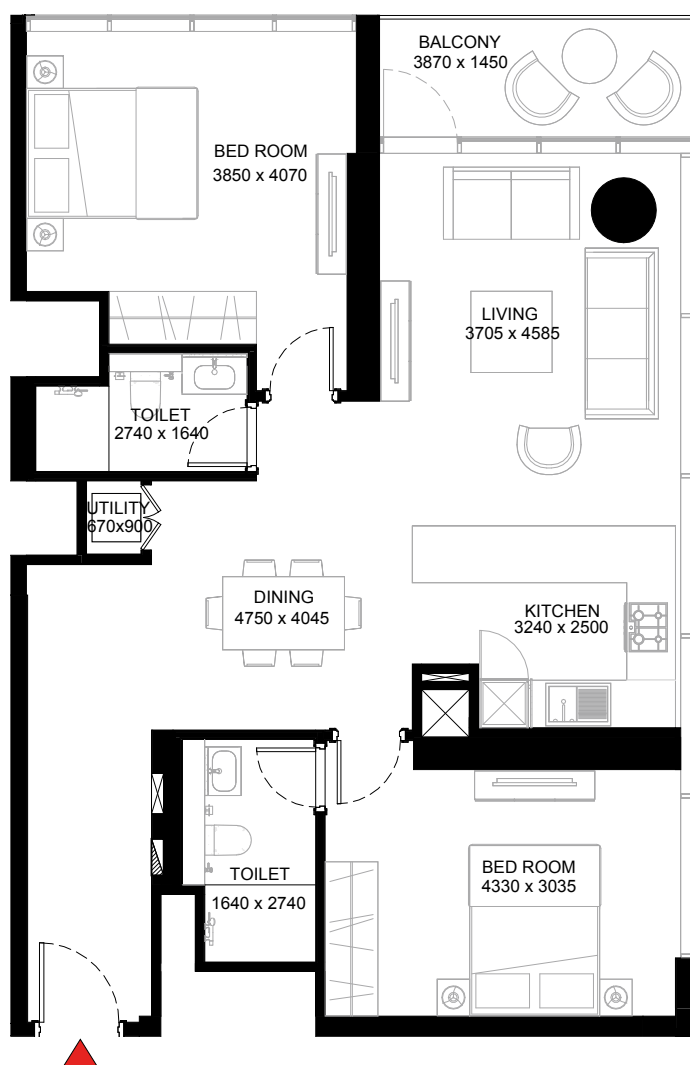 BALCONY
3870 x 1450
BED ROOM
3850 x 4070
LIVING
3705 x 4585
TOILET
2740 x 1640
UTILITY
670x900
DINING
4750 x 4045
KITCHEN
3240 x 2500
TOILET
1640 x 2740
BED ROOM
4330 x 3035